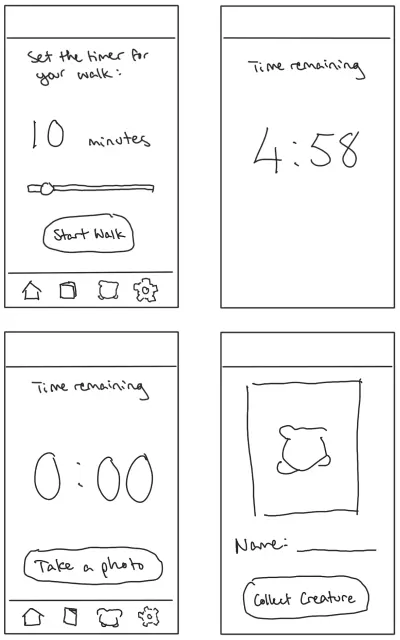 Set the timer for
your walk:
10 minutes
Start Walk
Time remaining
4:58
Time remaining
0:00
Take a photo
Name:
Collect Creature